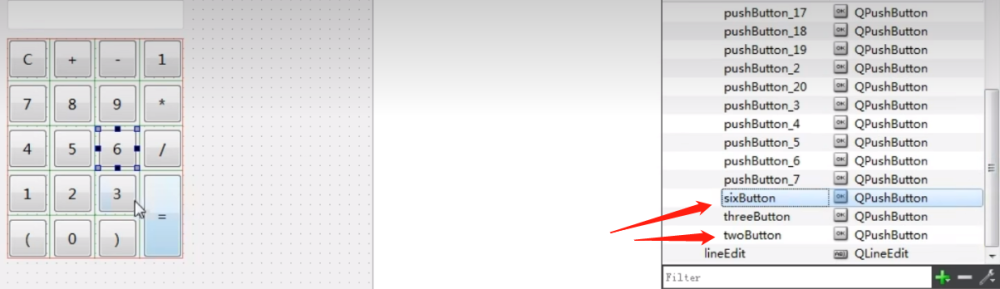 C + - 1
7 8 9 *
4 5 6 /
1 2 3 =
( 0 )
pushButton_17 QPushButton
pushButton_18 QPushButton
pushButton_19 QPushButton
pushButton_2 QPushButton
pushButton_20 QPushButton
pushButton_3 QPushButton
pushButton_4 QPushButton
pushButton_5 QPushButton
pushButton_6 QPushButton
pushButton_7 QPushButton
sixButton QPushButton
threeButton QPushButton
twoButton QPushButton
lineEdit QLineEdit
Filter